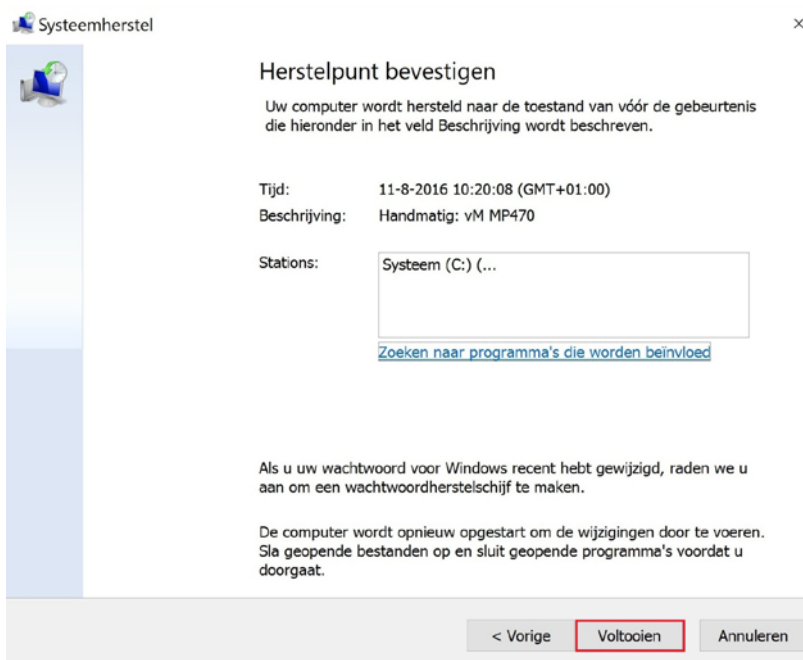 Systeemherstel
Herstelpunt bevestigen
Uw computer wordt hersteld naar de toestand van vóór de gebeurtenis
die hieronder in het veld Beschrijving wordt beschreven.
Tijd: 11-8-2016 10:20:08 (GMT+01:00)
Beschrijving: Handmatig: vM MP470
Stations: Systeem (C:) (...
Zoeken naar programma's die worden beïnvloed
Als u uw wachtwoord voor Windows recent hebt gewijzigd, raden we u
aan om een wachtwoordherstelschijf te maken.
De computer wordt opnieuw opgestart om de wijzigingen door te voeren.
Sla geopende bestanden op en sluit geopende programma's voordat u
doorgaat.
< Vorige Voltooien Annuleren